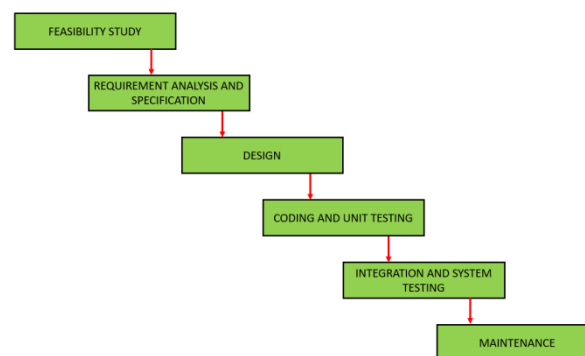 FEASIBILITY STUDY
REQUIREMENT ANALYSIS AND
SPECIFICATION
DESIGN
CODING AND UNIT TESTING
INTEGRATION AND SYSTEM
TESTING
MAINTENANCE